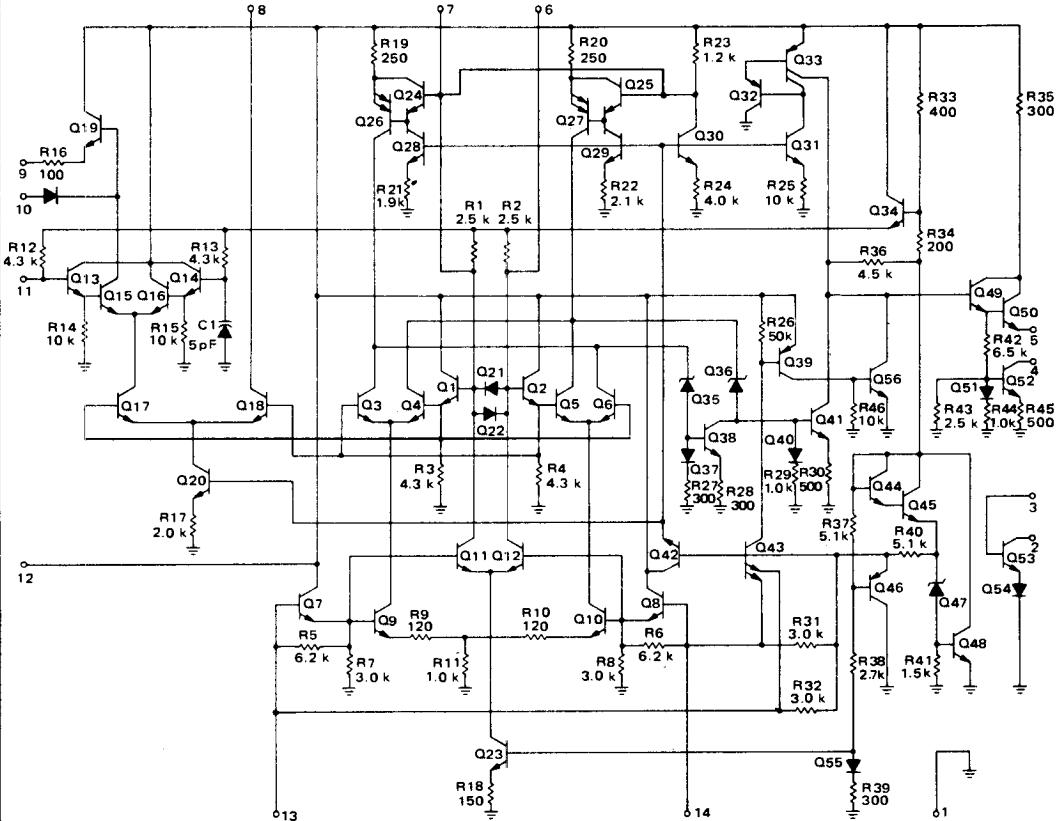 8 7 6
R19 250
R20 250
R23 1.2 k
Q33
Q24
Q25
Q32
R33 400
R35 300
Q19
Q26
Q27
Q28
Q29
Q30
Q31
R16 100
9
10
R21 1.9k
R22 2.1 k
R24 4.0 k
R25 10 k
R1 2.5 k
R2 2.5 k
Q34
R34 200
R12 4.3 k
R13 4.3k
R36 4.5 k
11
Q13
Q15
Q16
Q14
Q49
Q50
R14 10 k
R15 10 k
C1 5pF
R26 50k
Q39
R42 6.5 k
5
4
Q21
Q36
Q56
Q51
Q52
Q17
Q18
Q3
Q4
Q1
Q2
Q5
Q6
Q35
Q22
Q38
Q40
Q41
R46 10k
R43 2.5 k
R44 1.0k
R45 500
Q20
R3 4.3 k
R4 4.3 k
Q37
R27 300
R28 300
R29 1.0 k
R30 500
Q44
Q45
3
R17 2.0 k
R37 5.1k
R40 5.1 k
2
Q11
Q12
Q42
Q43
Q53
12
Q46
Q47
Q54
Q7
Q9
R9 120
R10 120
Q10
Q8
R31 3.0 k
Q48
R5 6.2 k
R7 3.0 k
R11 1.0 k
R8 3.0 k
R6 6.2 k
R38 2.7k
R41 1.5k
R32 3.0 k
Q23
Q55
R18 150
R39 300
13
14
1